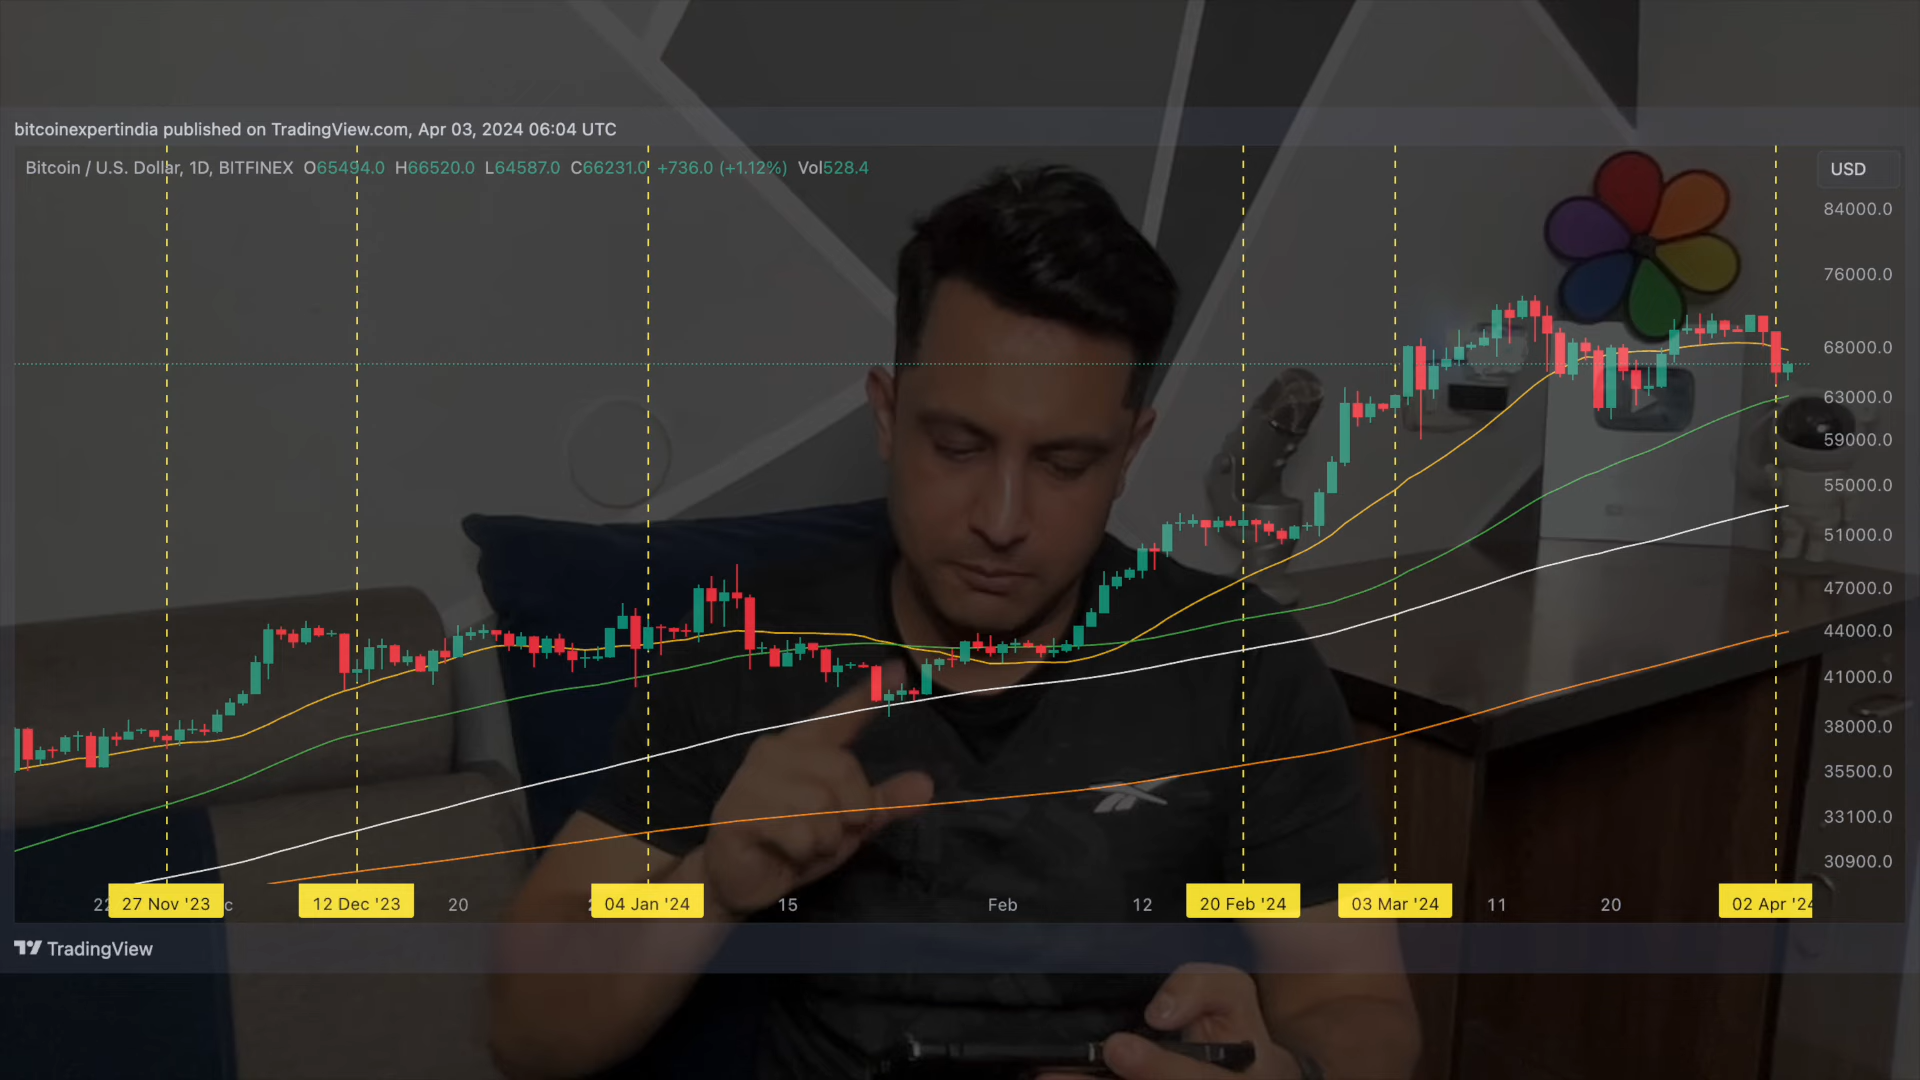 bitcoinexpertindia published on TradingView.com, Apr 03, 2024 06:04 UTC
Bitcoin / U.S. Dollar, 1D, BITFINEX O65494.0 H66520.0 L64587.0 C66231.0 +736.0 (+1.12%) Vol528.4
USD
84000.0
76000.0
68000.0
63000.0
59000.0
55000.0
51000.0
47000.0
44000.0
41000.0
38000.0
35500.0
33100.0
30900.0
27 Nov '23 12 Dec '23 20 04 Jan '24 15 Feb 12 20 Feb '24 03 Mar '24 11 20 02 Apr '24
TradingView